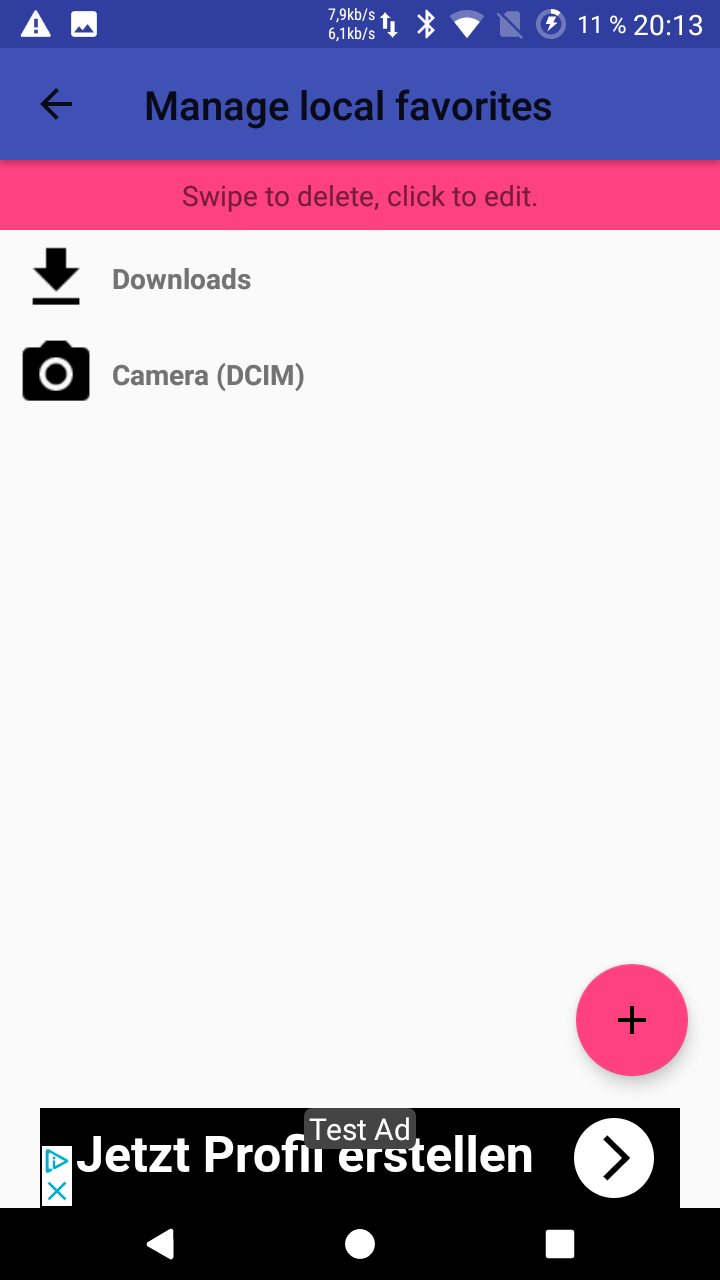 7,9kb/s
6,1kb/s
11 % 20:13
Manage local favorites
Swipe to delete, click to edit.
Downloads
Camera (DCIM)
Test Ad
Jetzt Profil erstellen